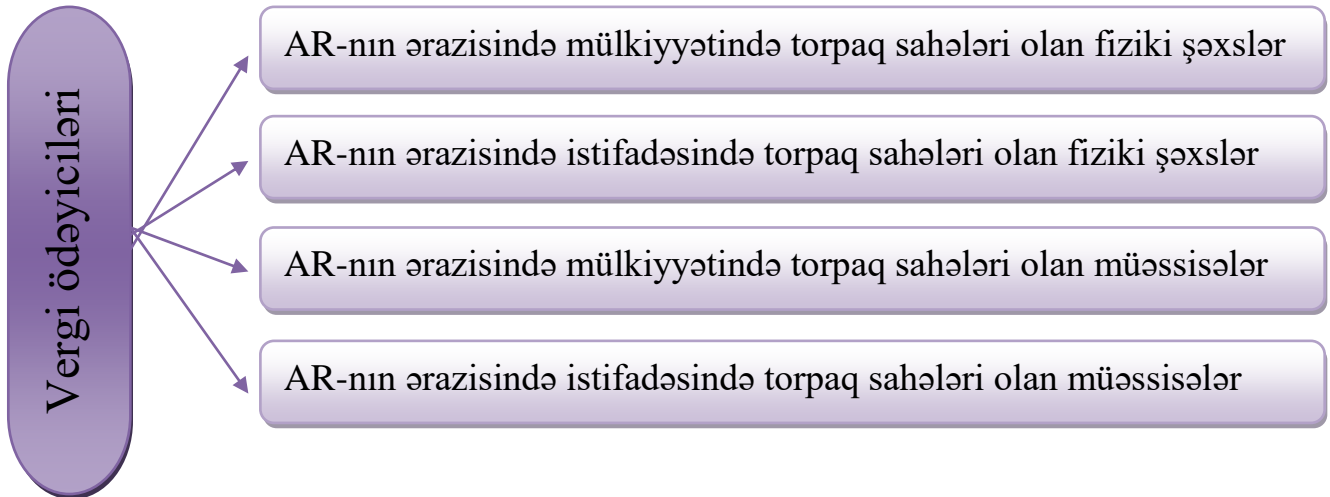 Vergi ödəyiciləri
AR-nın ərazisində mülkiyyətində torpaq sahələri olan fiziki şəxslər
AR-nın ərazisində istifadəsində torpaq sahələri olan fiziki şəxslər
AR-nın ərazisində mülkiyyətində torpaq sahələri olan müəssisələr
AR-nın ərazisində istifadəsində torpaq sahələri olan müəssisələr